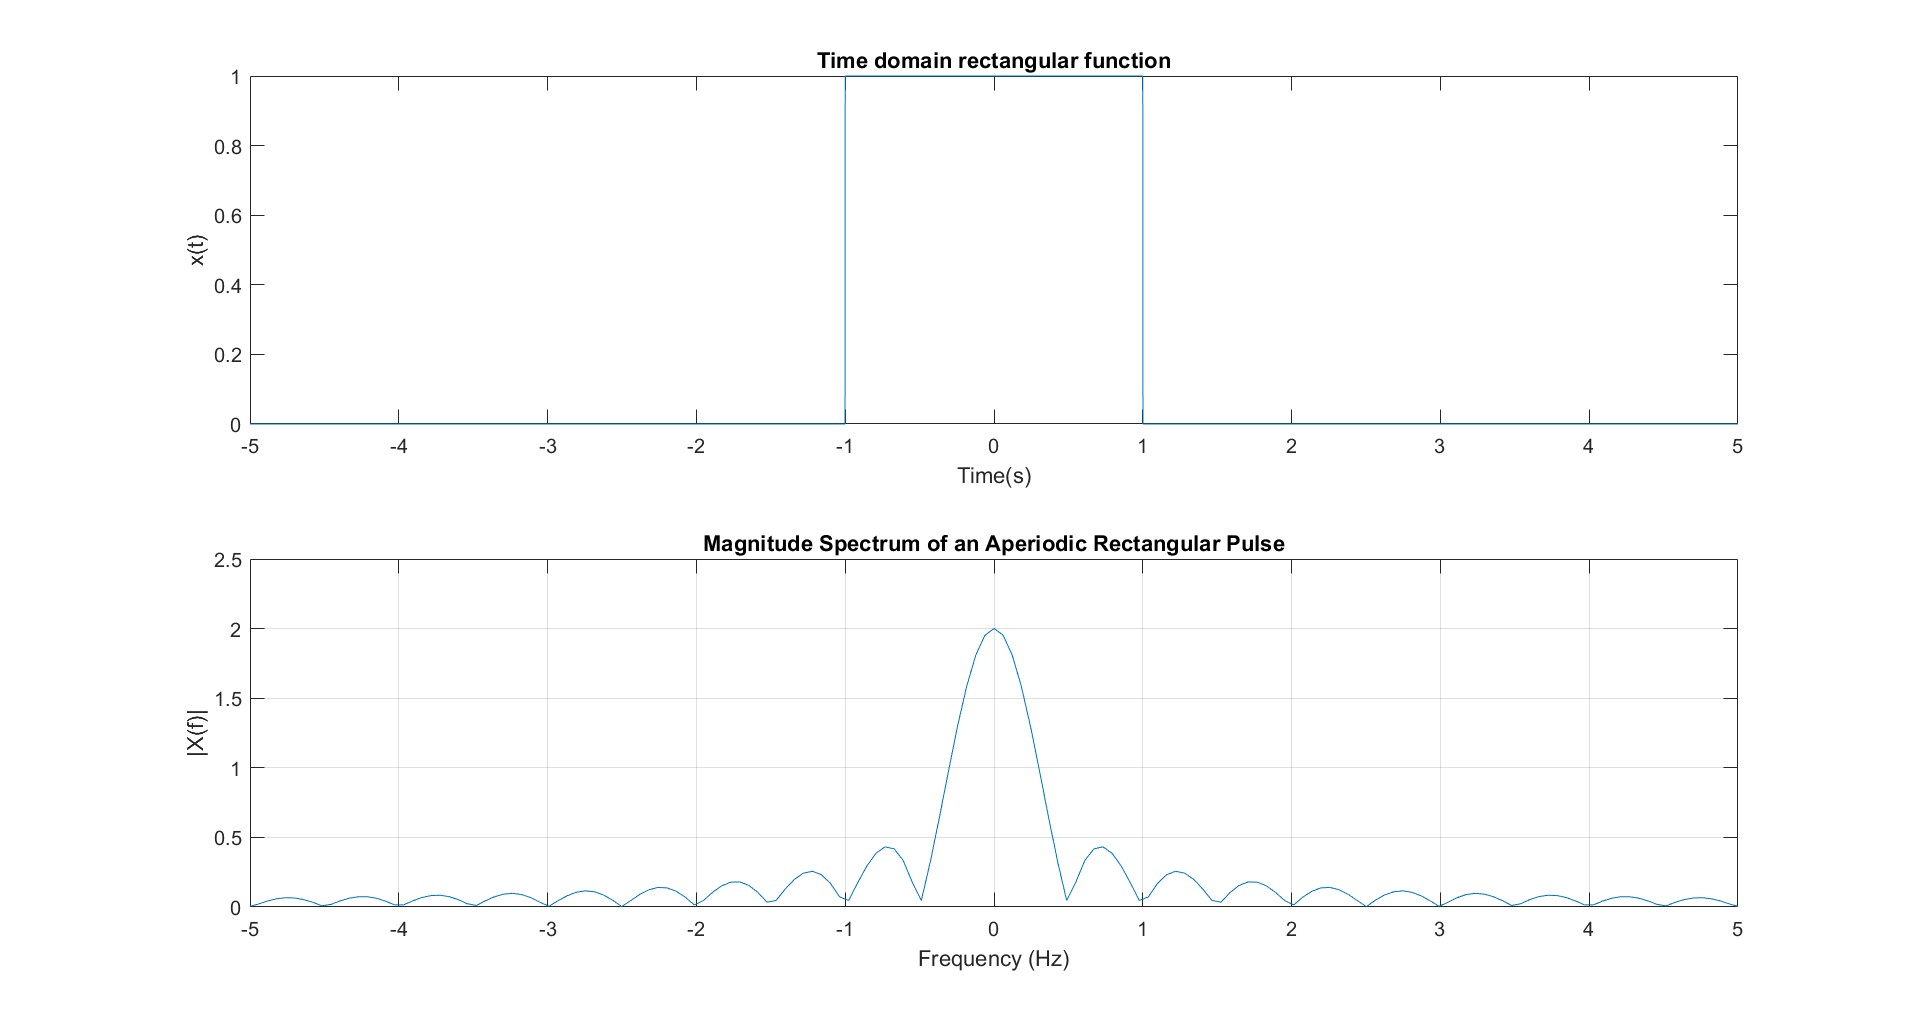 Time domain rectangular function
1
0.8
0.6
0.4
0.2
0
x(t)
-5 -4 -3 -2 -1 0 1 2 3 4 5
Time(s)
Magnitude Spectrum of an Aperiodic Rectangular Pulse
2.5
2
1.5
1
0.5
0
|X(f)|
-5 -4 -3 -2 -1 0 1 2 3 4 5
Frequency (Hz)